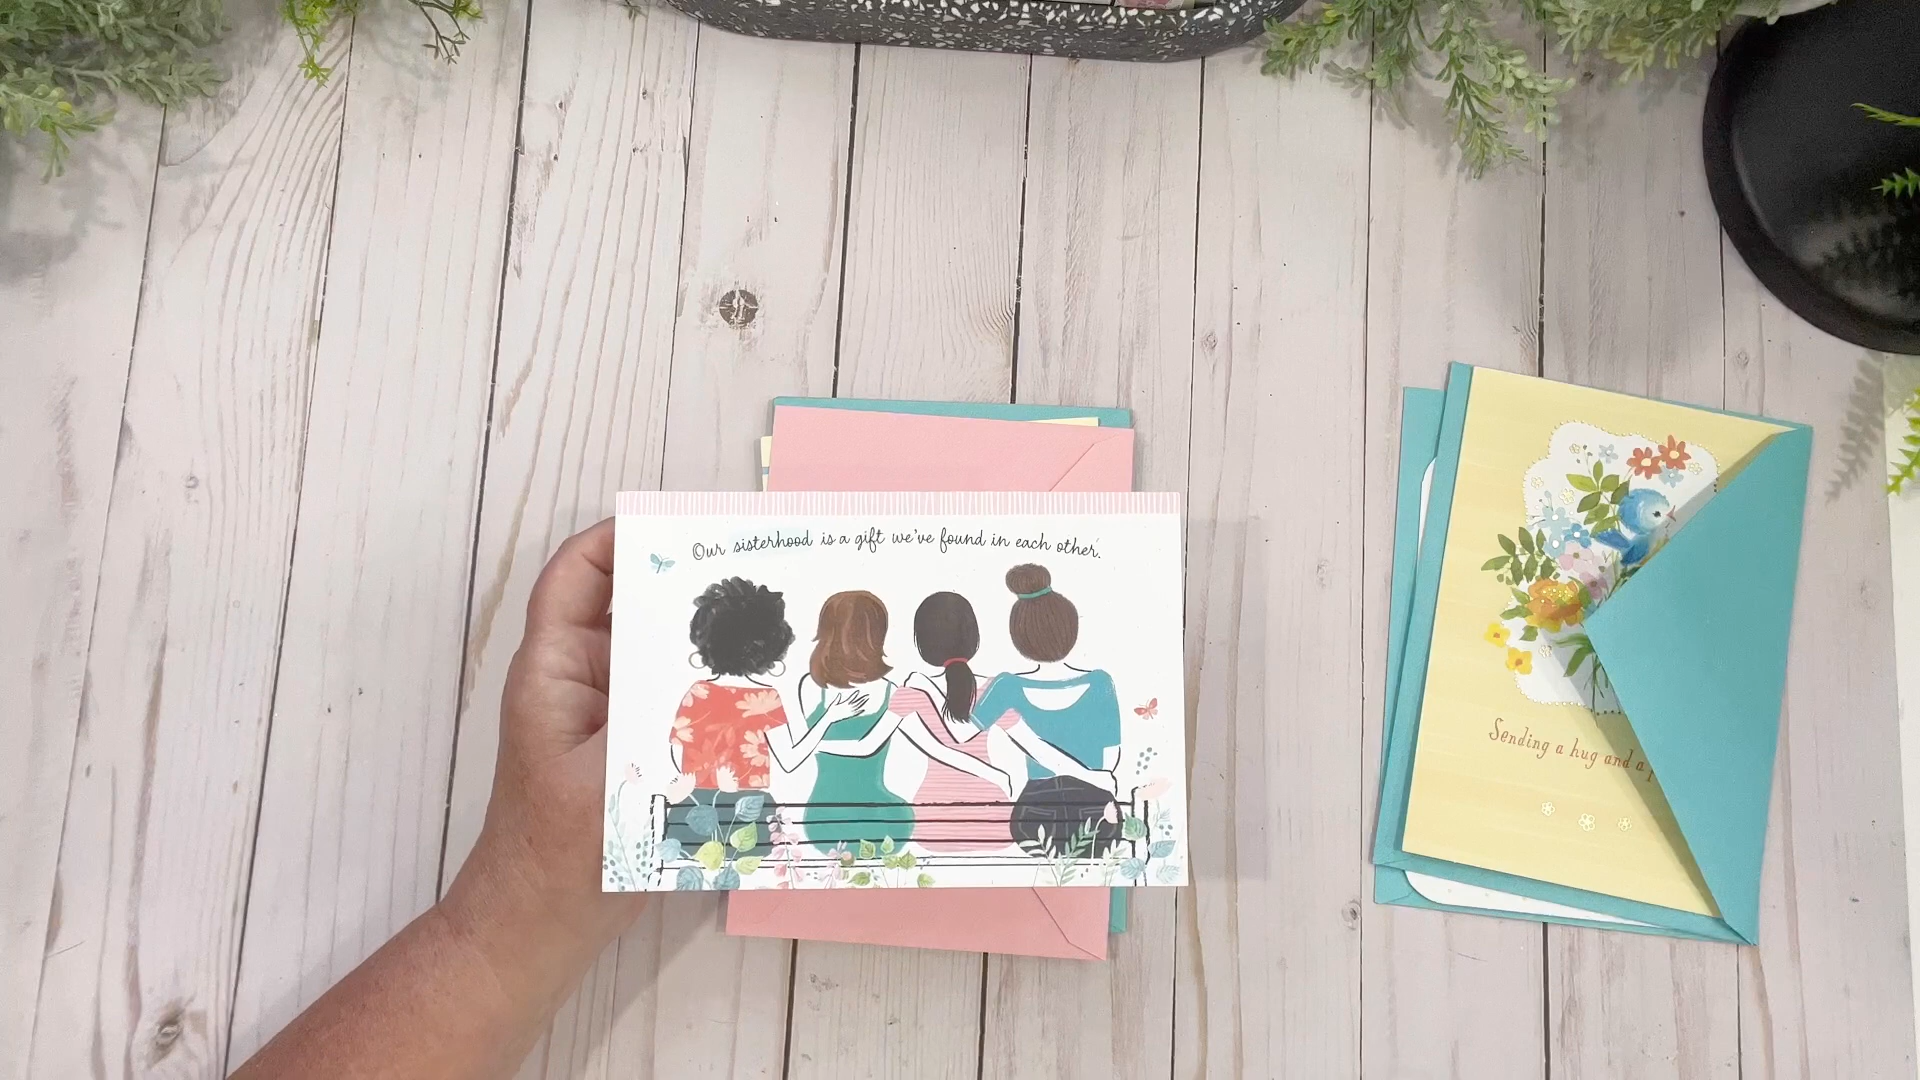 Our sisterhood is a gift we've found in each other.
Sending a hug and a